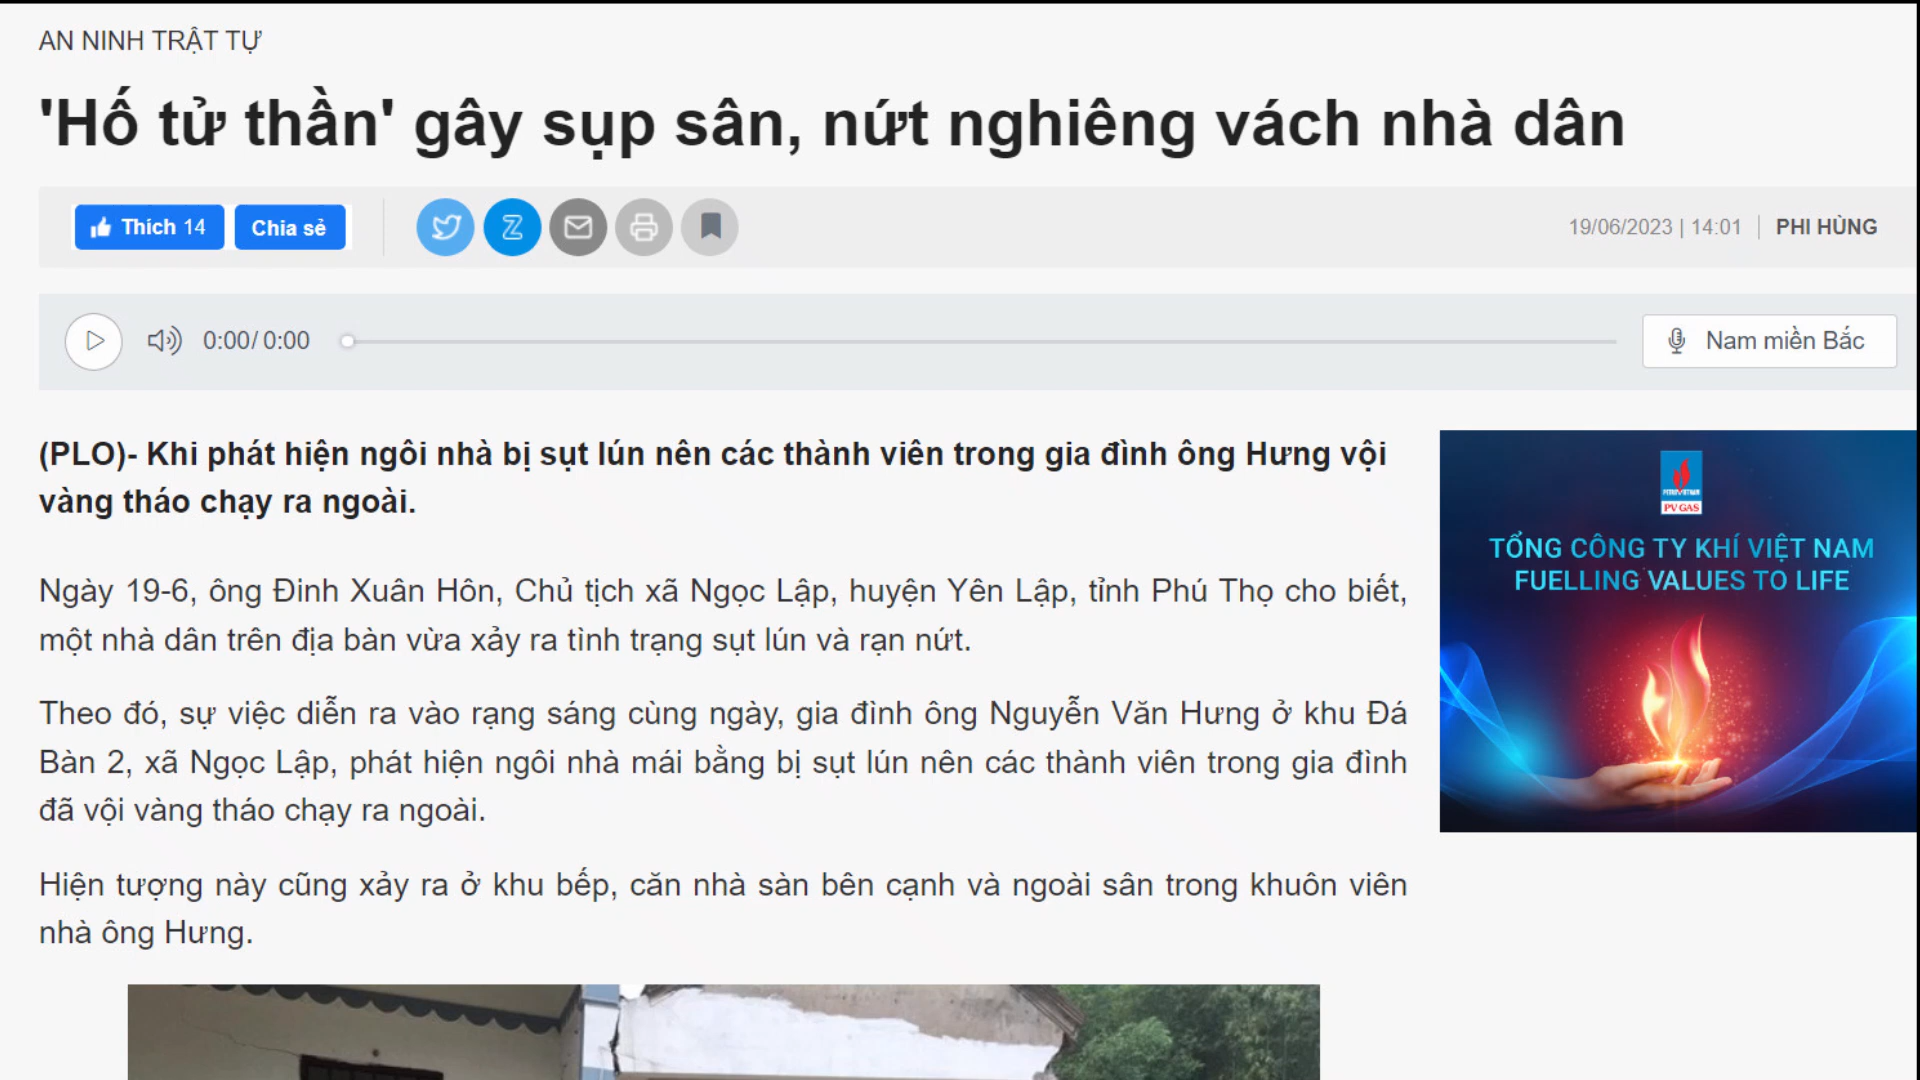 AN NINH TRẬT TỰ
'Hố tử thần' gây sụp sân, nứt nghiêng vách nhà dân
Thích 14
Chia sẻ
19/06/2023 | 14:01 | PHI HÙNG
0:00/ 0:00
Nam miền Bắc
(PLO)- Khi phát hiện ngôi nhà bị sụt lún nên các thành viên trong gia đình ông Hưng vội
vàng tháo chạy ra ngoài.
PETROVIETNAM
PV GAS
TỔNG CÔNG TY KHÍ VIỆT NAM
FUELLING VALUES TO LIFE
Ngày 19-6, ông Đinh Xuân Hôn, Chủ tịch xã Ngọc Lập, huyện Yên Lập, tỉnh Phú Thọ cho biết,
một nhà dân trên địa bàn vừa xảy ra tình trạng sụt lún và rạn nứt.
Theo đó, sự việc diễn ra vào rạng sáng cùng ngày, gia đình ông Nguyễn Văn Hưng ở khu Đá
Bàn 2, xã Ngọc Lập, phát hiện ngôi nhà mái bằng bị sụt lún nên các thành viên trong gia đình
đã vội vàng tháo chạy ra ngoài.
Hiện tượng này cũng xảy ra ở khu bếp, căn nhà sàn bên cạnh và ngoài sân trong khuôn viên
nhà ông Hưng.